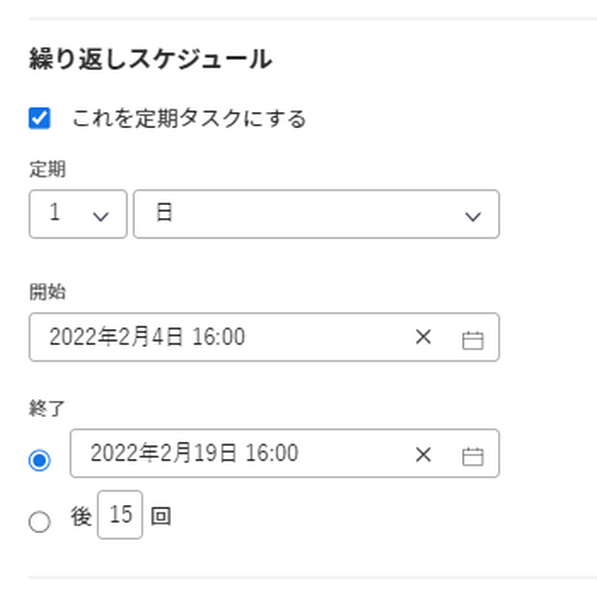 繰り返しスケジュール
これを定期タスクにする
定期
1 日
開始
2022年2月4日 16:00
終了
2022年2月19日 16:00
後 15 回